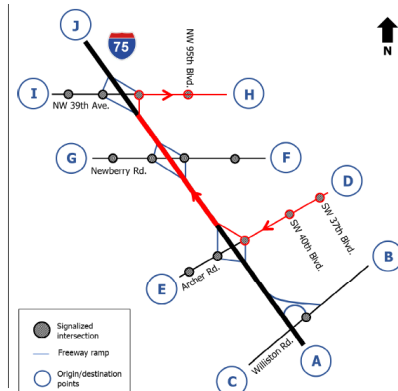 J
75
NW 95th Blvd.
N
I
H
NW 39th Ave.
G
F
Newberry Rd.
D
SW 37th Blvd.
SW 40th Blvd.
B
E
Archer Rd.
Williston Rd.
C
A
Signalized
intersection
Freeway ramp
Origin/destination
points